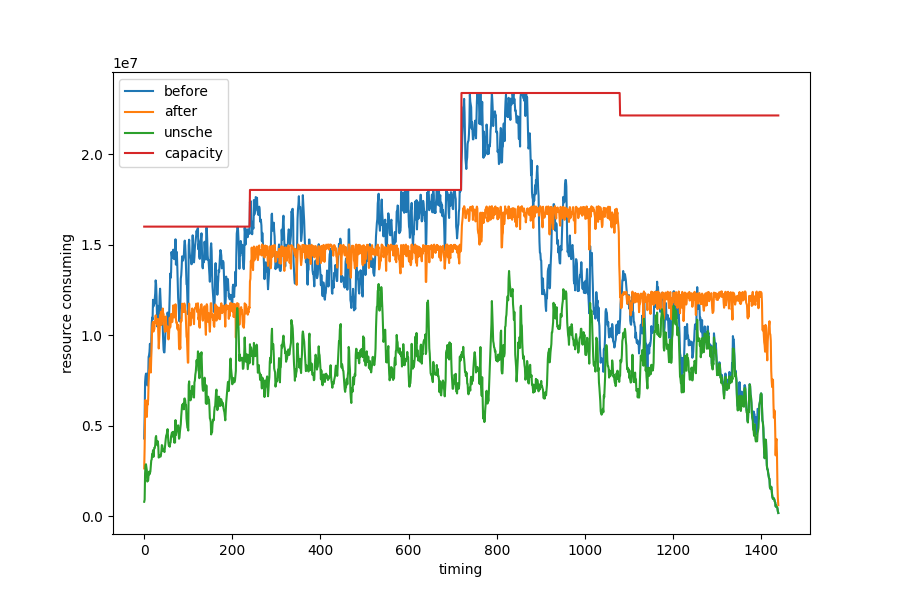 1e7
before
after
unsche
capacity
2.0
1.5
1.0
0.5
0.0
resource consuming
0 200 400 600 800 1000 1200 1400
timing